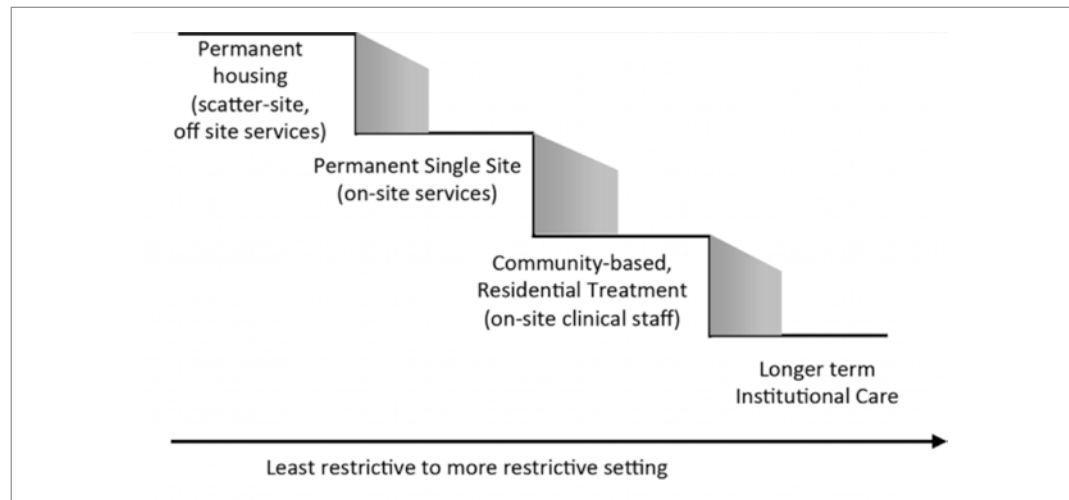 Permanent
housing
(scatter-site,
off site services)
Permanent Single Site
(on-site services)
Community-based,
Residential Treatment
(on-site clinical staff)
Longer term
Institutional Care
Least restrictive to more restrictive setting